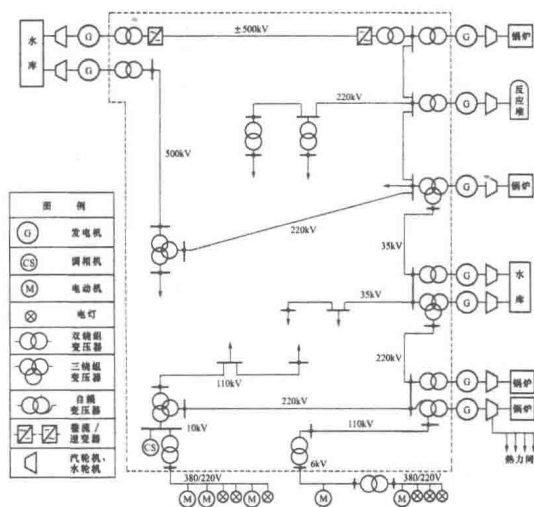 水库
G
G
±500kV
G
锅炉
220kV
G
反应堆
500kV
G
锅炉
220kV
35kV
图 例
G
发电机
CS
调相机
M
电动机
电灯
双绕组
变压器
三绕组
变压器
自耦
变压器
整流/
逆变器
汽轮机、
水轮机
35kV
G
G
水库
220kV
110kV
220kV
G
锅炉
G
锅炉
10kV
CS
110kV
6kV
热力网
380/220V
380/220V
M
M
M
M
M